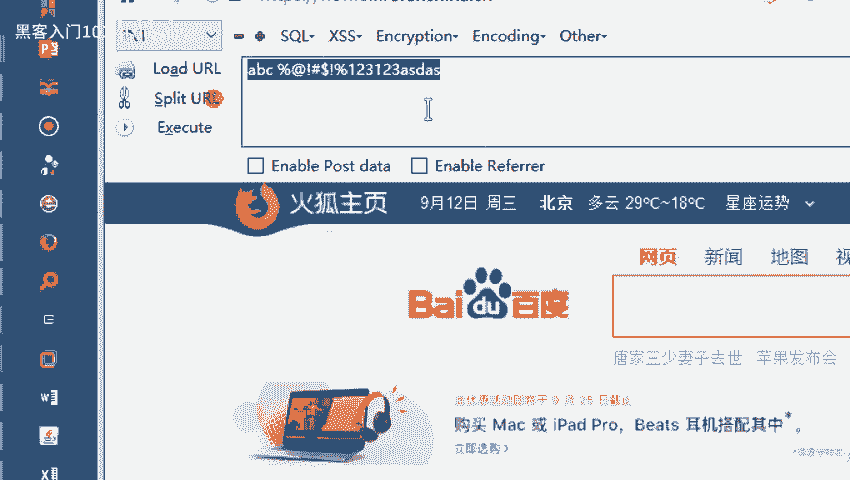 黑客入门10
SQL▾ XSS▾ Encryption▾ Encoding▾ Other▾
Load URL
abc %@!#$!%123123asdas
Split URL
Execute
Enable Post data Enable Referrer
火狐主页 9月12日 周三 北京 多云 29℃~18℃ 星座运势
网页 新闻 地图
Bai du 百度
唐家三少妻子去世 苹果发布会
购买 Mac 或 iPad Pro，Beats 耳机搭配其中*。
立即选购